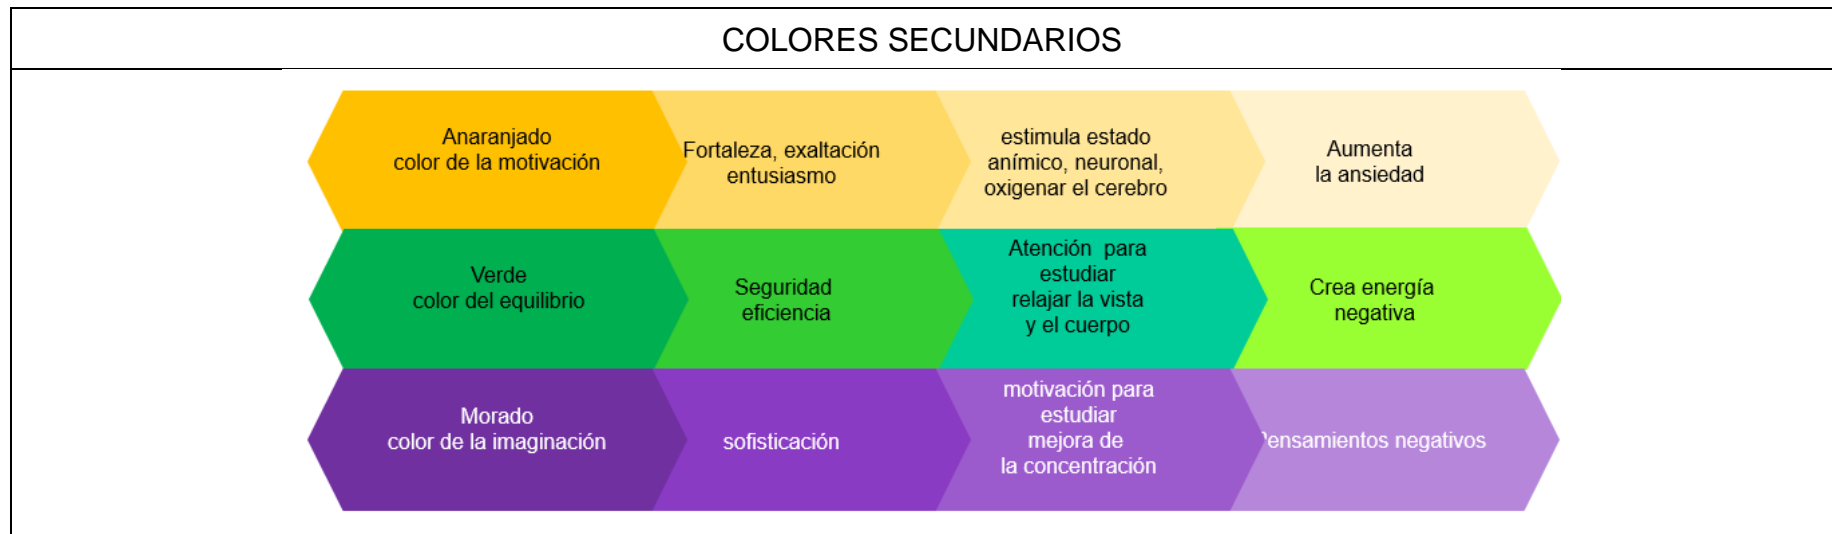 COLORES SECUNDARIOS
Anaranjado
color de la motivación
Fortaleza, exaltación
entusiasmo
estimula estado
anímico, neuronal,
oxigenar el cerebro
Aumenta
la ansiedad
Verde
color del equilibrio
Seguridad
eficiencia
Atención para
estudiar
relajar la vista
y el cuerpo
Crea energía
negativa
Morado
color de la imaginación
sofisticación
motivación para
estudiar
mejora de
la concentración
Pensamientos negativos